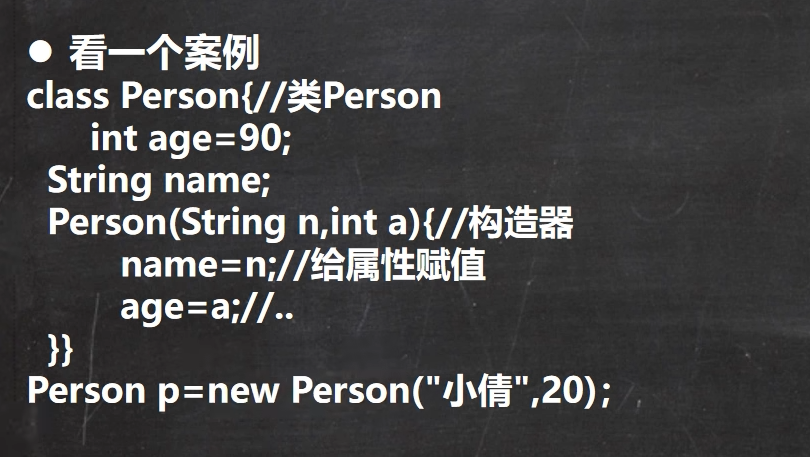 ● 看一个案例
class Person{//类Person
int age=90;
String name;
Person(String n,int a){//构造器
name=n;//给属性赋值
age=a;//..
}}
Person p=new Person("小倩",20);